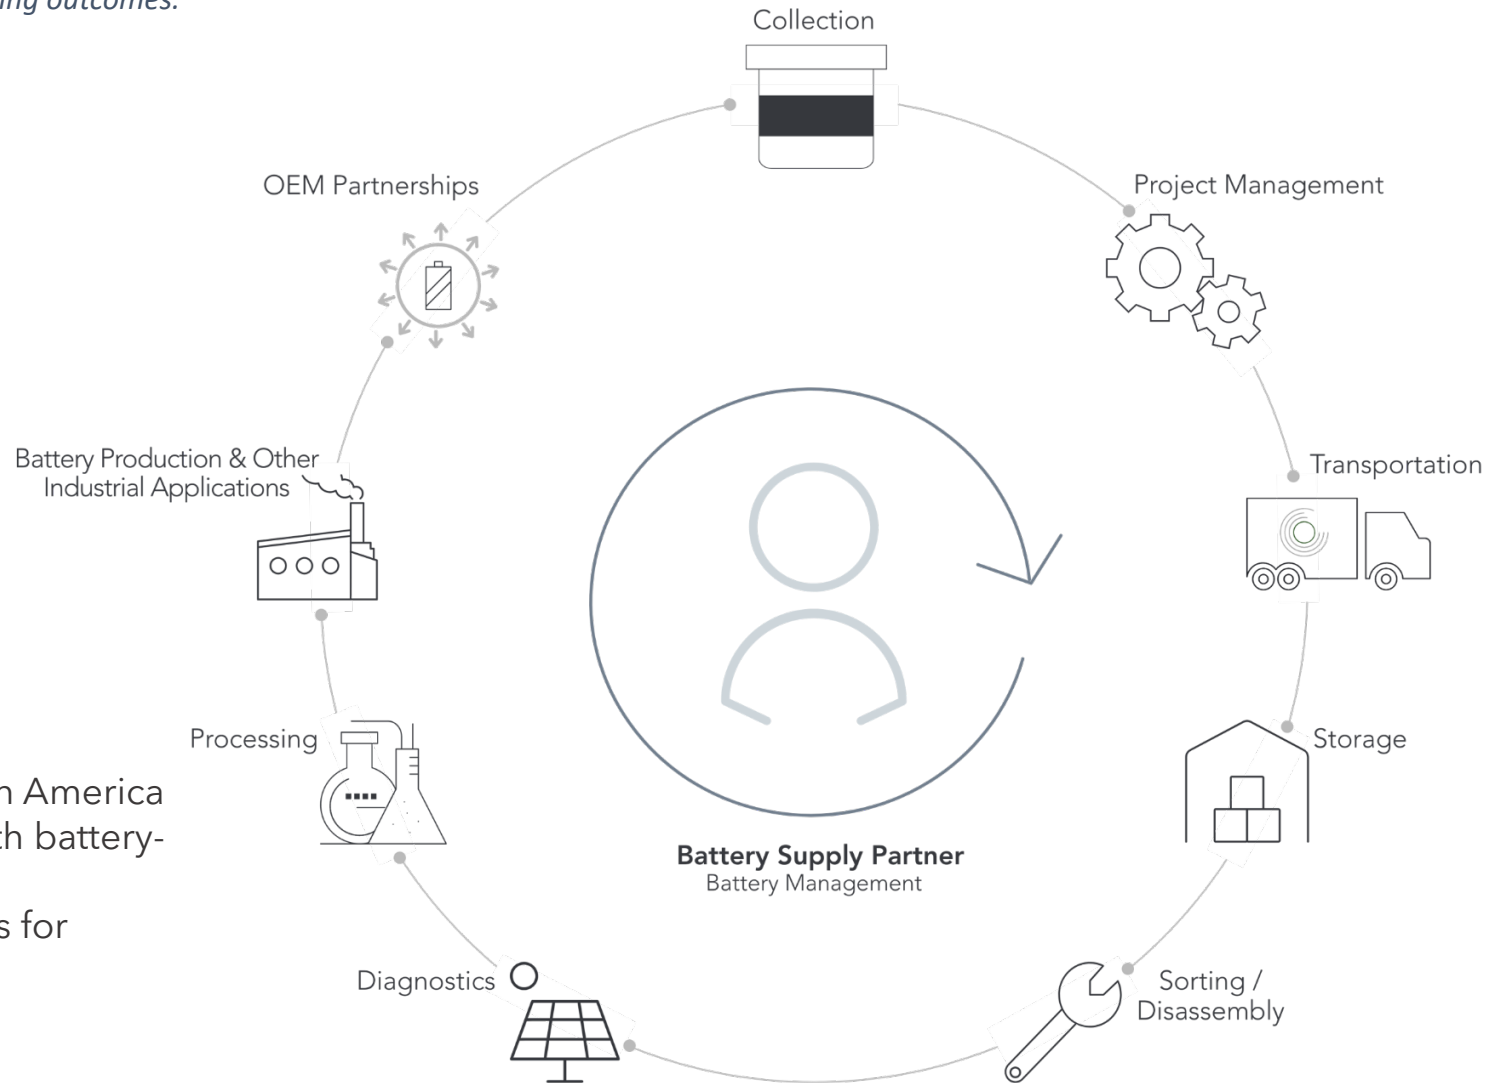 outcomes.
Collection
OEM Partnerships
Project Management
Battery Production & Other
Industrial Applications
Transportation
Processing
Storage
America
battery-
for
Battery Supply Partner
Battery Management
Diagnostics
Sorting /
Disassembly